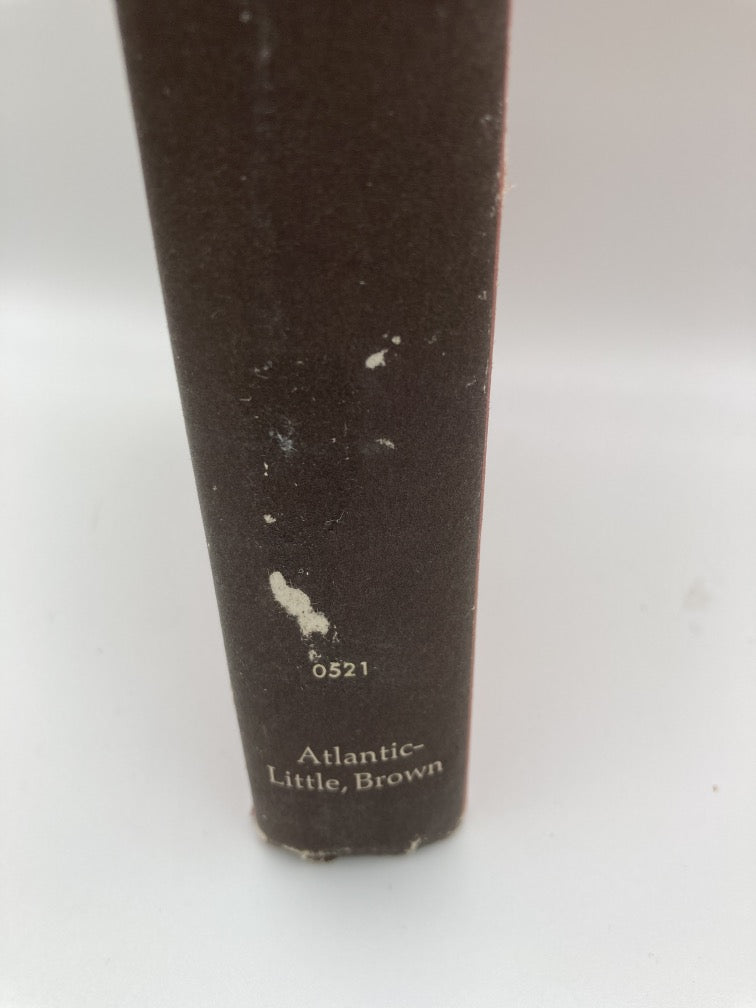 0521
Atlantic-
Little, Brown